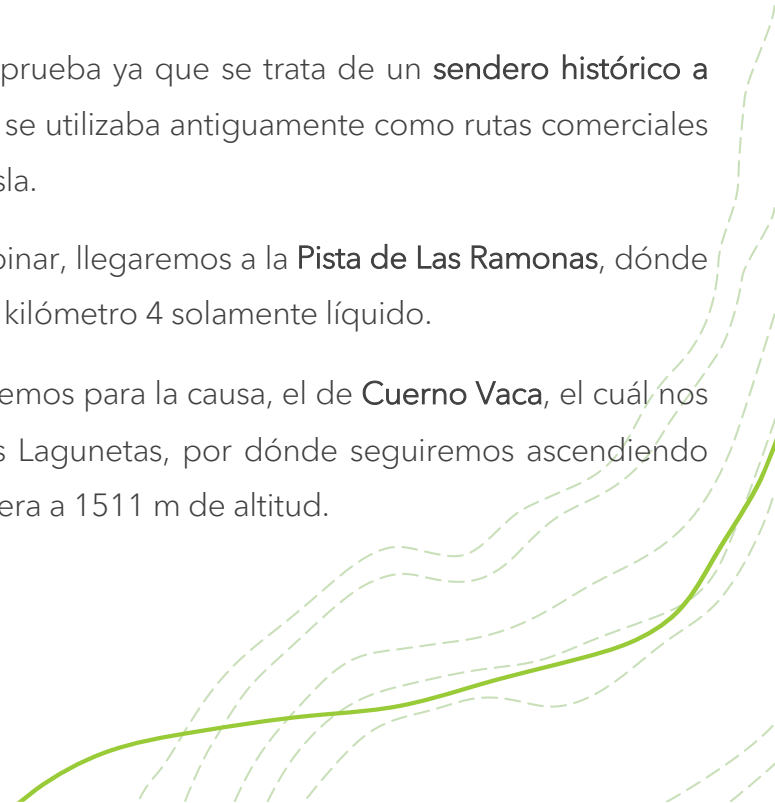 prueba ya que se trata de un sendero histórico a
se utilizaba antiguamente como rutas comerciales
sla.
pinar, llegaremos a la Pista de Las Ramonas, dónde
kilómetro 4 solamente líquido.
emos para la causa, el de Cuerno Vaca, el cuál nos
s Lagunetas, por dónde seguiremos ascendiendo
era a 1511 m de altitud.